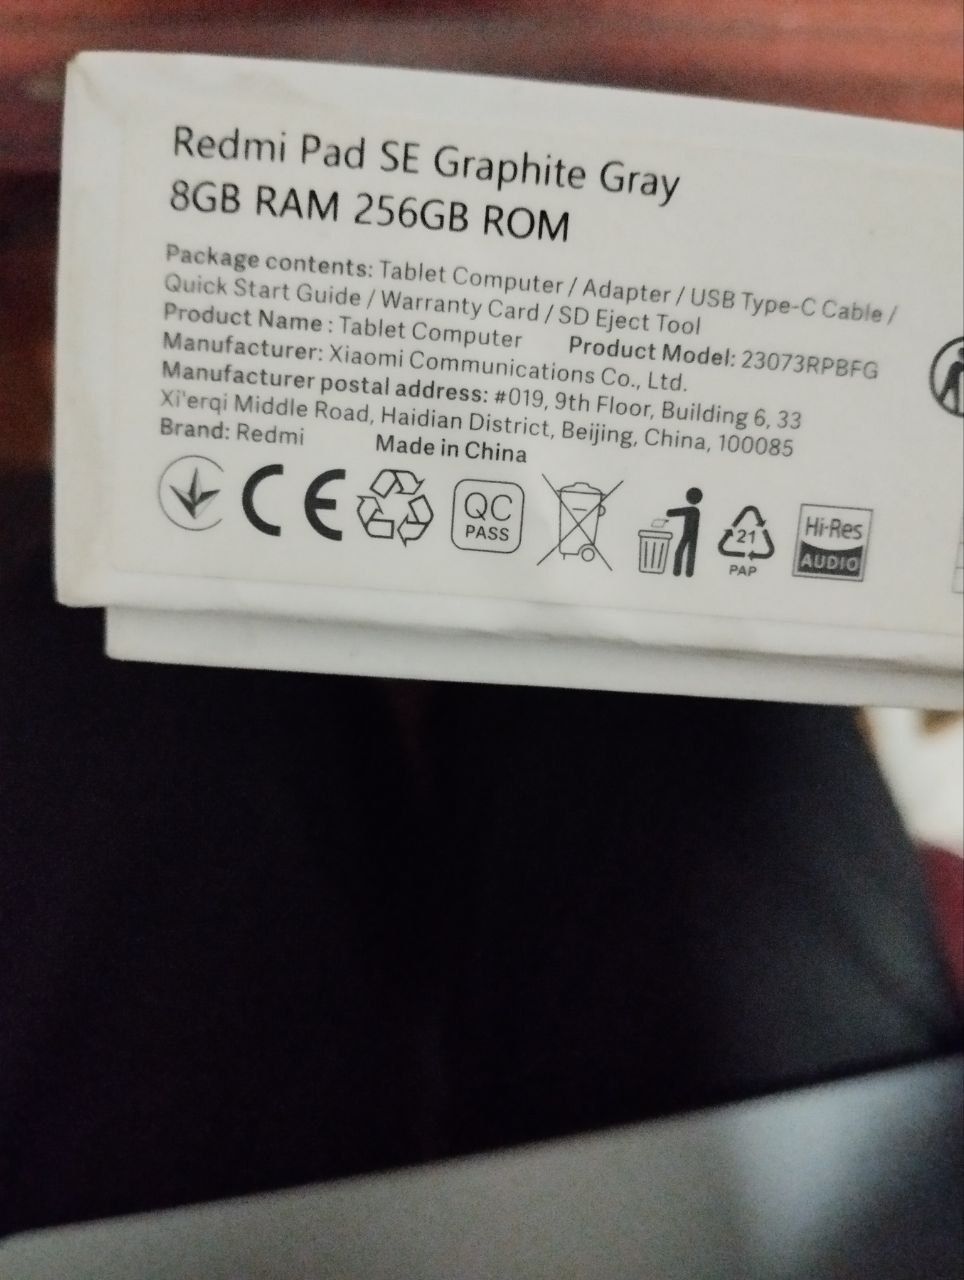 Redmi Pad SE Graphite Gray
8GB RAM 256GB ROM
Package contents: Tablet Computer / Adapter / USB Type-C Cable /
Quick Start Guide / Warranty Card / SD Eject Tool
Product Name : Tablet Computer Product Model: 23073RPBFG
Manufacturer: Xiaomi Communications Co., Ltd.
Manufacturer postal address: #019, 9th Floor, Building 6, 33
Xi'erqi Middle Road, Haidian District, Beijing, China, 100085
Brand: Redmi Made in China
CE
QC
PASS
21
PAP
Hi-Res
AUDIO